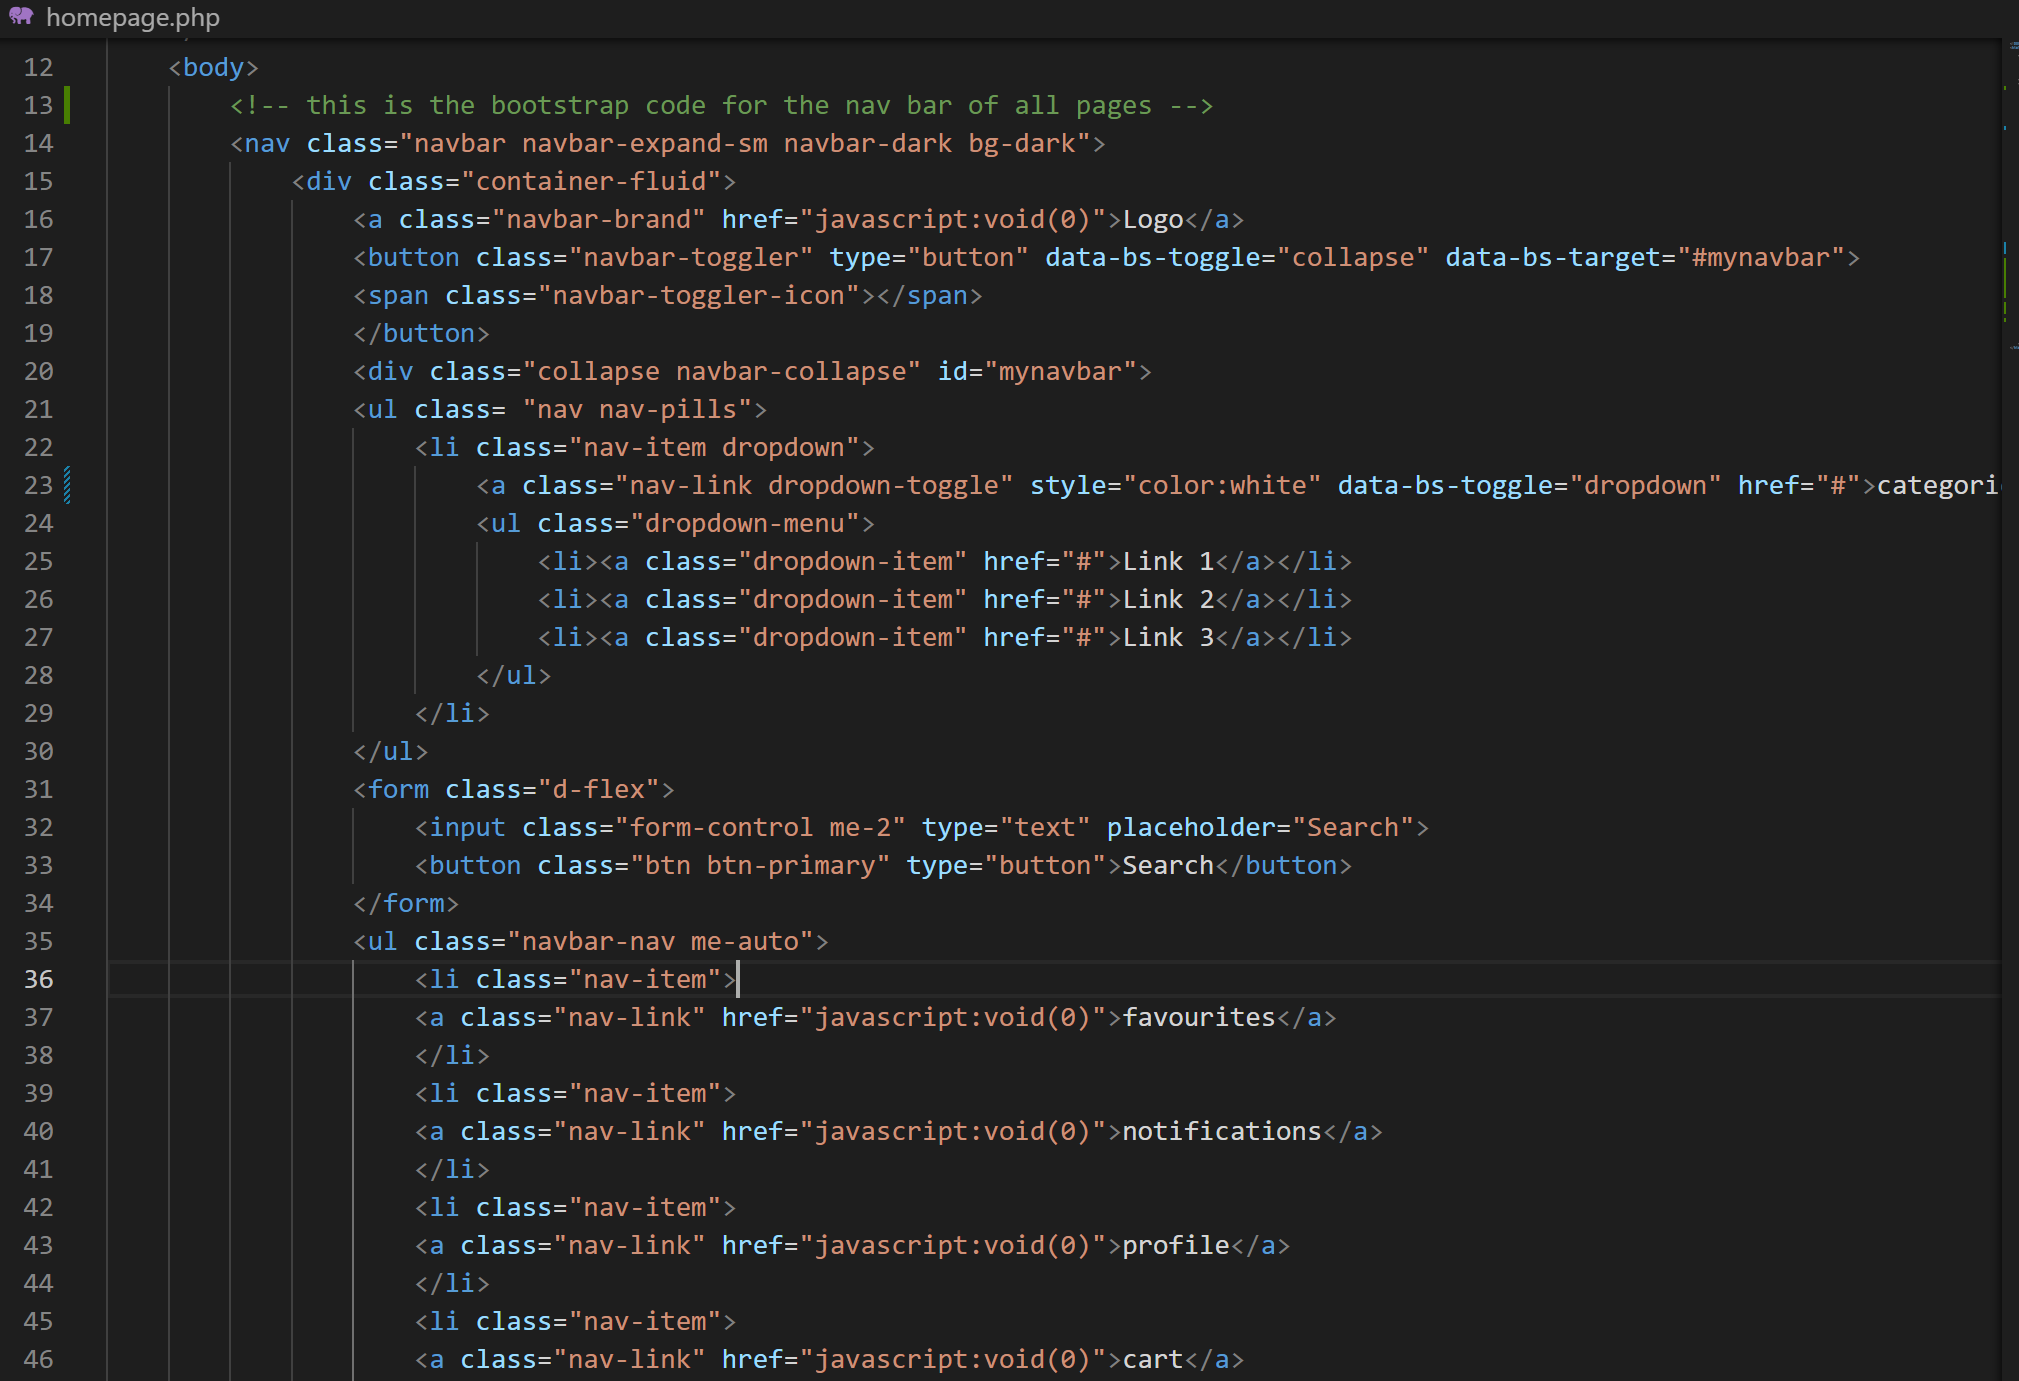 homepage.php
12 <body>
13 <!-- this is the bootstrap code for the nav bar of all pages -->
14 <nav class="navbar navbar-expand-sm navbar-dark bg-dark">
15 <div class="container-fluid">
16 <a class="navbar-brand" href="javascript:void(0)">Logo</a>
17 <button class="navbar-toggler" type="button" data-bs-toggle="collapse" data-bs-target="#mynavbar">
18 <span class="navbar-toggler-icon"></span>
19 </button>
20 <div class="collapse navbar-collapse" id="mynavbar">
21 <ul class= "nav nav-pills">
22 <li class="nav-item dropdown">
23 <a class="nav-link dropdown-toggle" style="color:white" data-bs-toggle="dropdown" href="#">categori
24 <ul class="dropdown-menu">
25 <li><a class="dropdown-item" href="#">Link 1</a></li>
26 <li><a class="dropdown-item" href="#">Link 2</a></li>
27 <li><a class="dropdown-item" href="#">Link 3</a></li>
28 </ul>
29 </li>
30 </ul>
31 <form class="d-flex">
32 <input class="form-control me-2" type="text" placeholder="Search">
33 <button class="btn btn-primary" type="button">Search</button>
34 </form>
35 <ul class="navbar-nav me-auto">
36 <li class="nav-item">
37 <a class="nav-link" href="javascript:void(0)">favourites</a>
38 </li>
39 <li class="nav-item">
40 <a class="nav-link" href="javascript:void(0)">notifications</a>
41 </li>
42 <li class="nav-item">
43 <a class="nav-link" href="javascript:void(0)">profile</a>
44 </li>
45 <li class="nav-item">
46 <a class="nav-link" href="javascript:void(0)">cart</a>